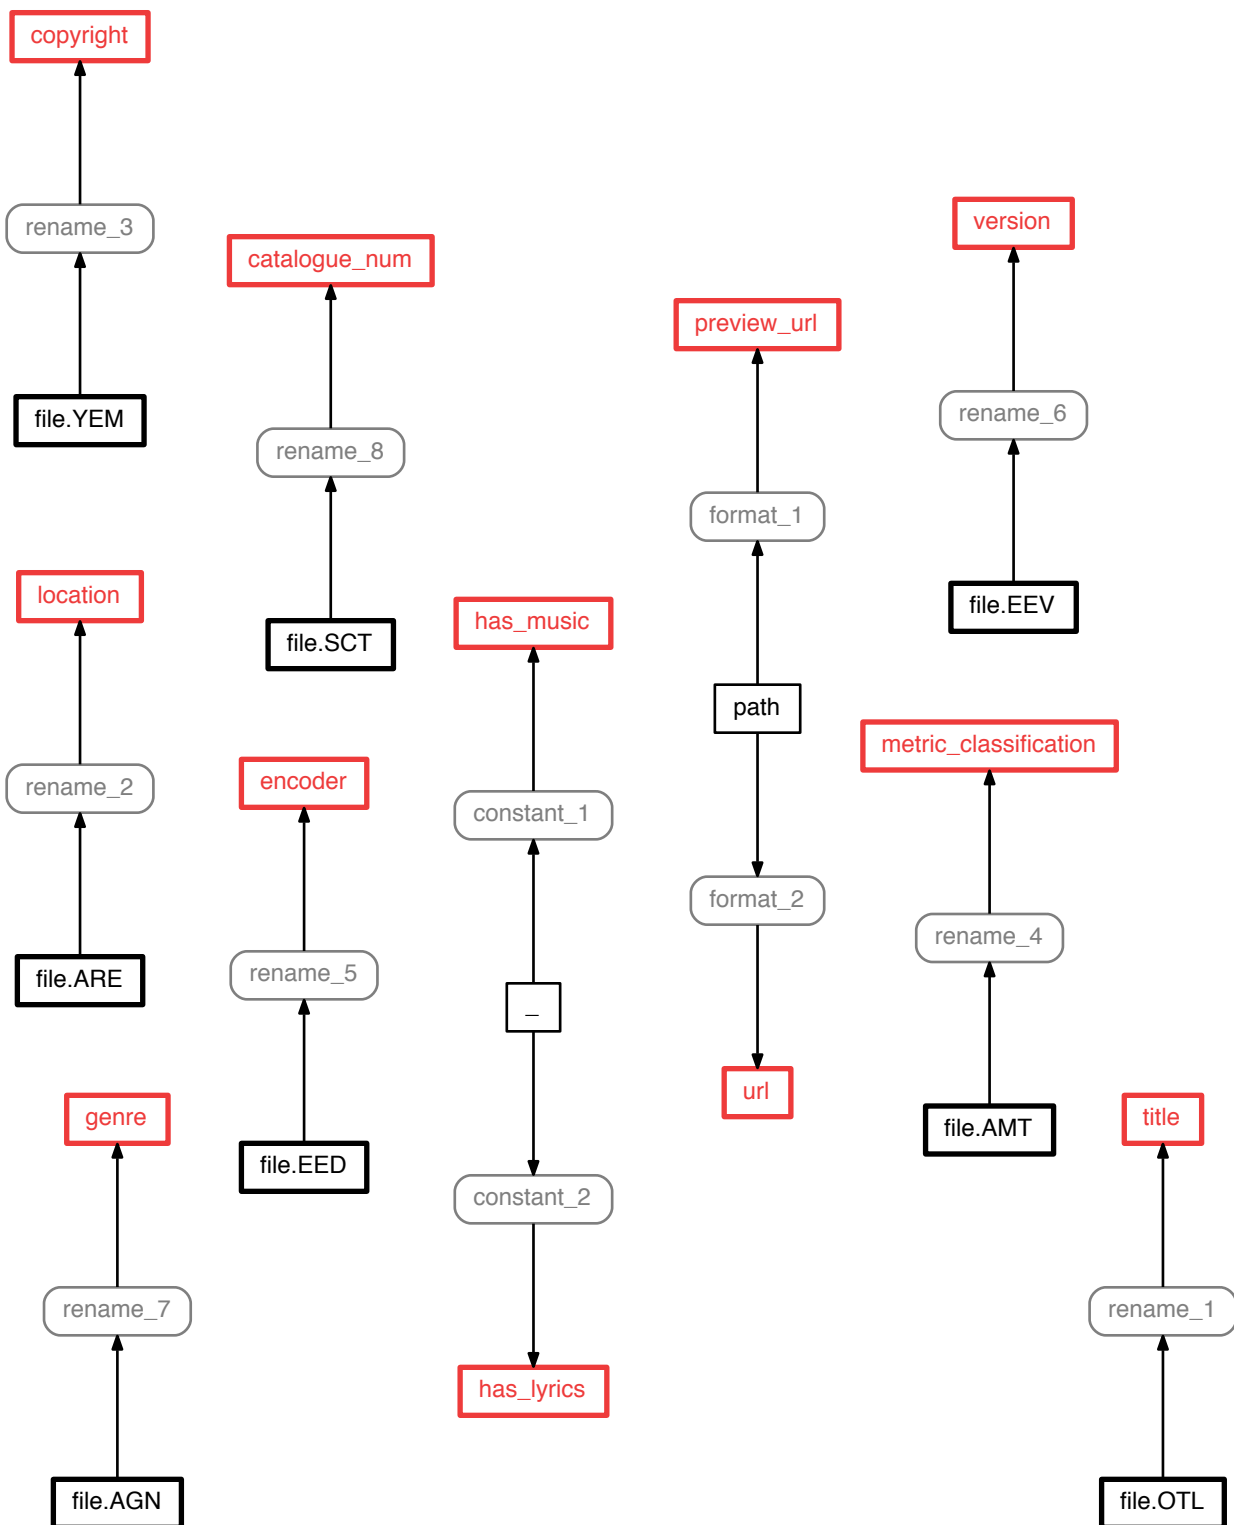 copyright
rename_3
file.YEM
catalogue_num
rename_8
file.SCT
preview_url
format_1
path
format_2
url
version
rename_6
file.EEV
location
rename_2
file.ARE
encoder
rename_5
file.EED
has_music
constant_1
_
constant_2
has_lyrics
metric_classification
rename_4
file.AMT
genre
rename_7
file.AGN
title
rename_1
file.OTL